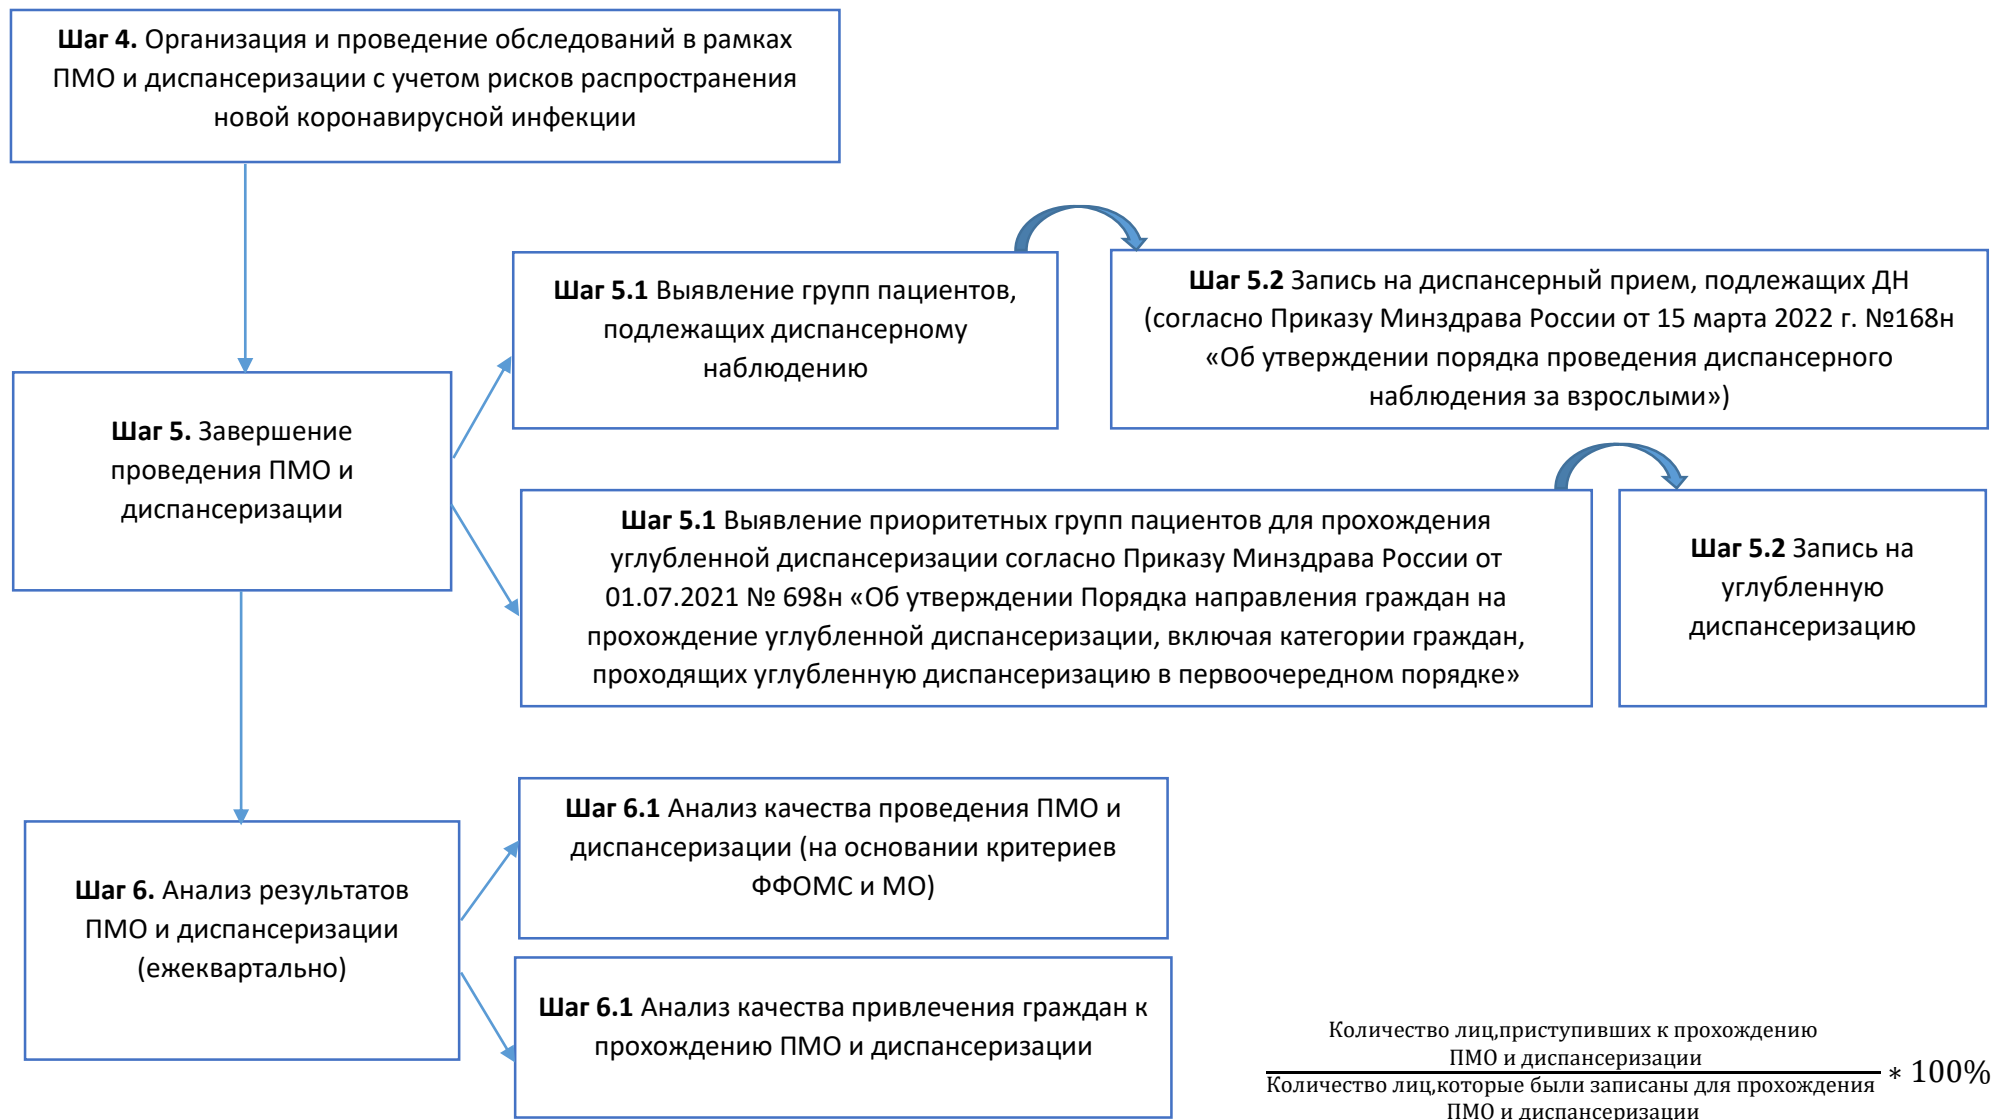 Шаг 4. Организация и проведение обследований в рамках
ПМО и диспансеризации с учетом рисков распространения
новой коронавирусной инфекции
Шаг 5.1 Выявление групп пациентов,
подлежащих диспансерному
наблюдению
Шаг 5.2 Запись на диспансерный прием, подлежащих ДН
(согласно Приказу Минздрава России от 15 марта 2022 г. №168н
«Об утверждении порядка проведения диспансерного
наблюдения за взрослыми»)
Шаг 5. Завершение
проведения ПМО и
диспансеризации
Шаг 5.1 Выявление приоритетных групп пациентов для прохождения
углубленной диспансеризации согласно Приказу Минздрава России от
01.07.2021 № 698н «Об утверждении Порядка направления граждан на
прохождение углубленной диспансеризации, включая категории граждан,
проходящих углубленную диспансеризацию в первоочередном порядке»
Шаг 5.2 Запись на
углубленную
диспансеризацию
Шаг 6.1 Анализ качества проведения ПМО и
диспансеризации (на основании критериев
ФФОМС и МО)
Шаг 6. Анализ результатов
ПМО и диспансеризации
(ежеквартально)
Шаг 6.1 Анализ качества привлечения граждан к
прохождению ПМО и диспансеризации
Количество лиц,приступивших к прохождению
ПМО и диспансеризации
Количество лиц,которые были записаны для прохождения
ПМО и диспансеризации
* 100%